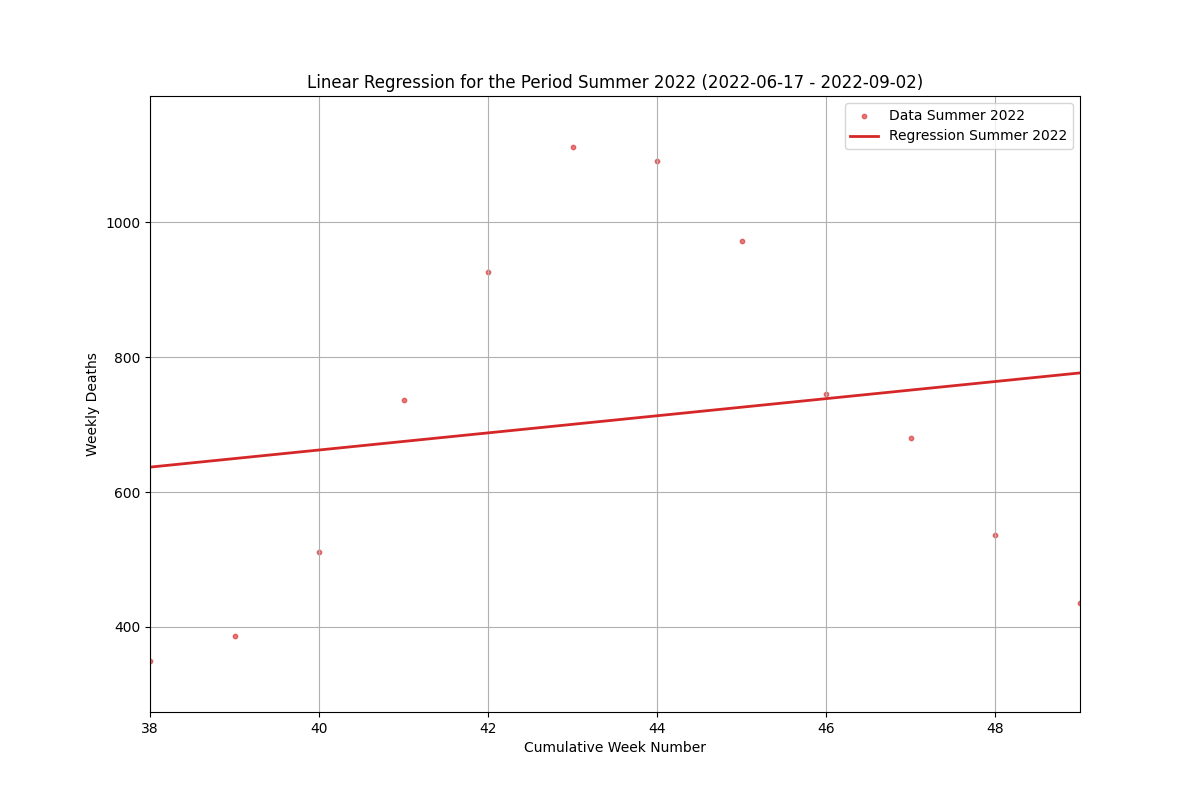 Linear Regression for the Period Summer 2022 (2022-06-17 - 2022-09-02)
Data Summer 2022
Regression Summer 2022
1000
800
600
400
Weekly Deaths
38 40 42 44 46 48
Cumulative Week Number